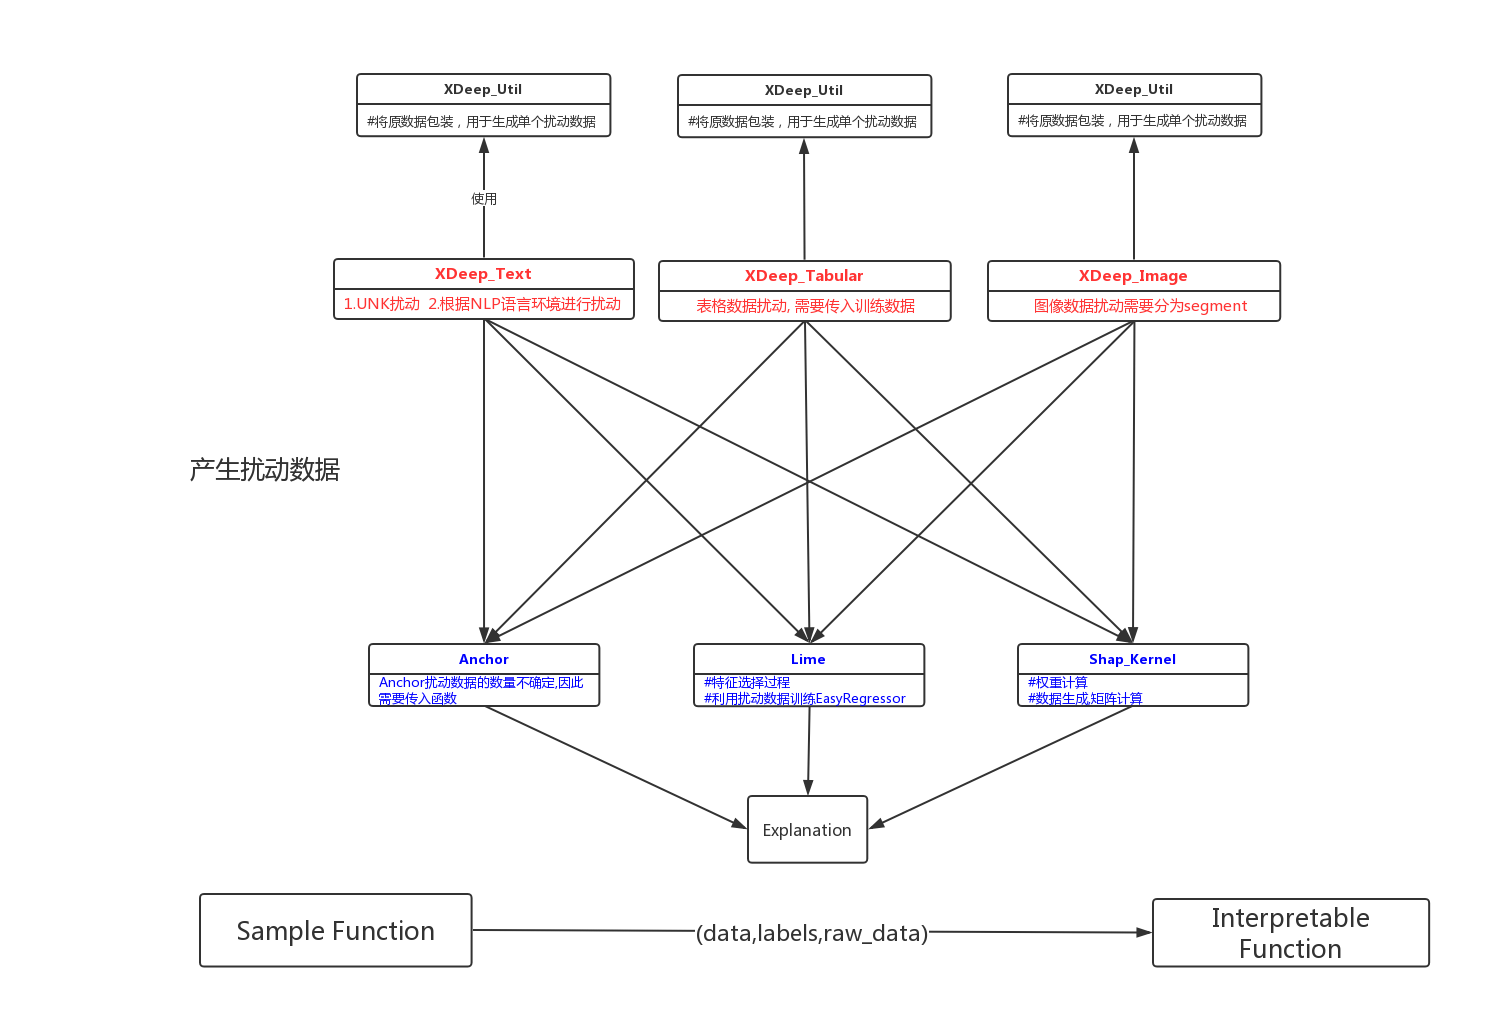 XDeep_Util
#将原数据包装，用于生成单个扰动数据
XDeep_Util
#将原数据包装，用于生成单个扰动数据
XDeep_Util
#将原数据包装，用于生成单个扰动数据
使用
XDeep_Text
1.UNK扰动  2.根据NLP语言环境进行扰动
XDeep_Tabular
表格数据扰动, 需要传入训练数据
XDeep_Image
图像数据扰动需要分为segment
产生扰动数据
Anchor
Anchor扰动数据的数量不确定,因此
需要传入函数
Lime
#特征选择过程
#利用扰动数据训练EasyRegressor
Shap_Kernel
#权重计算
#数据生成,矩阵计算
Explanation
Sample Function
(data,labels,raw_data)
Interpretable
Function